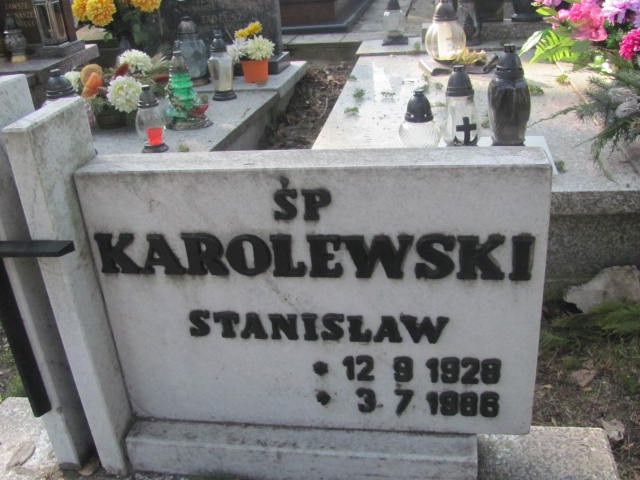 ŚP
KAROLEWSKI
STANISŁAW
* 12 9 1928
* 3 7 1986